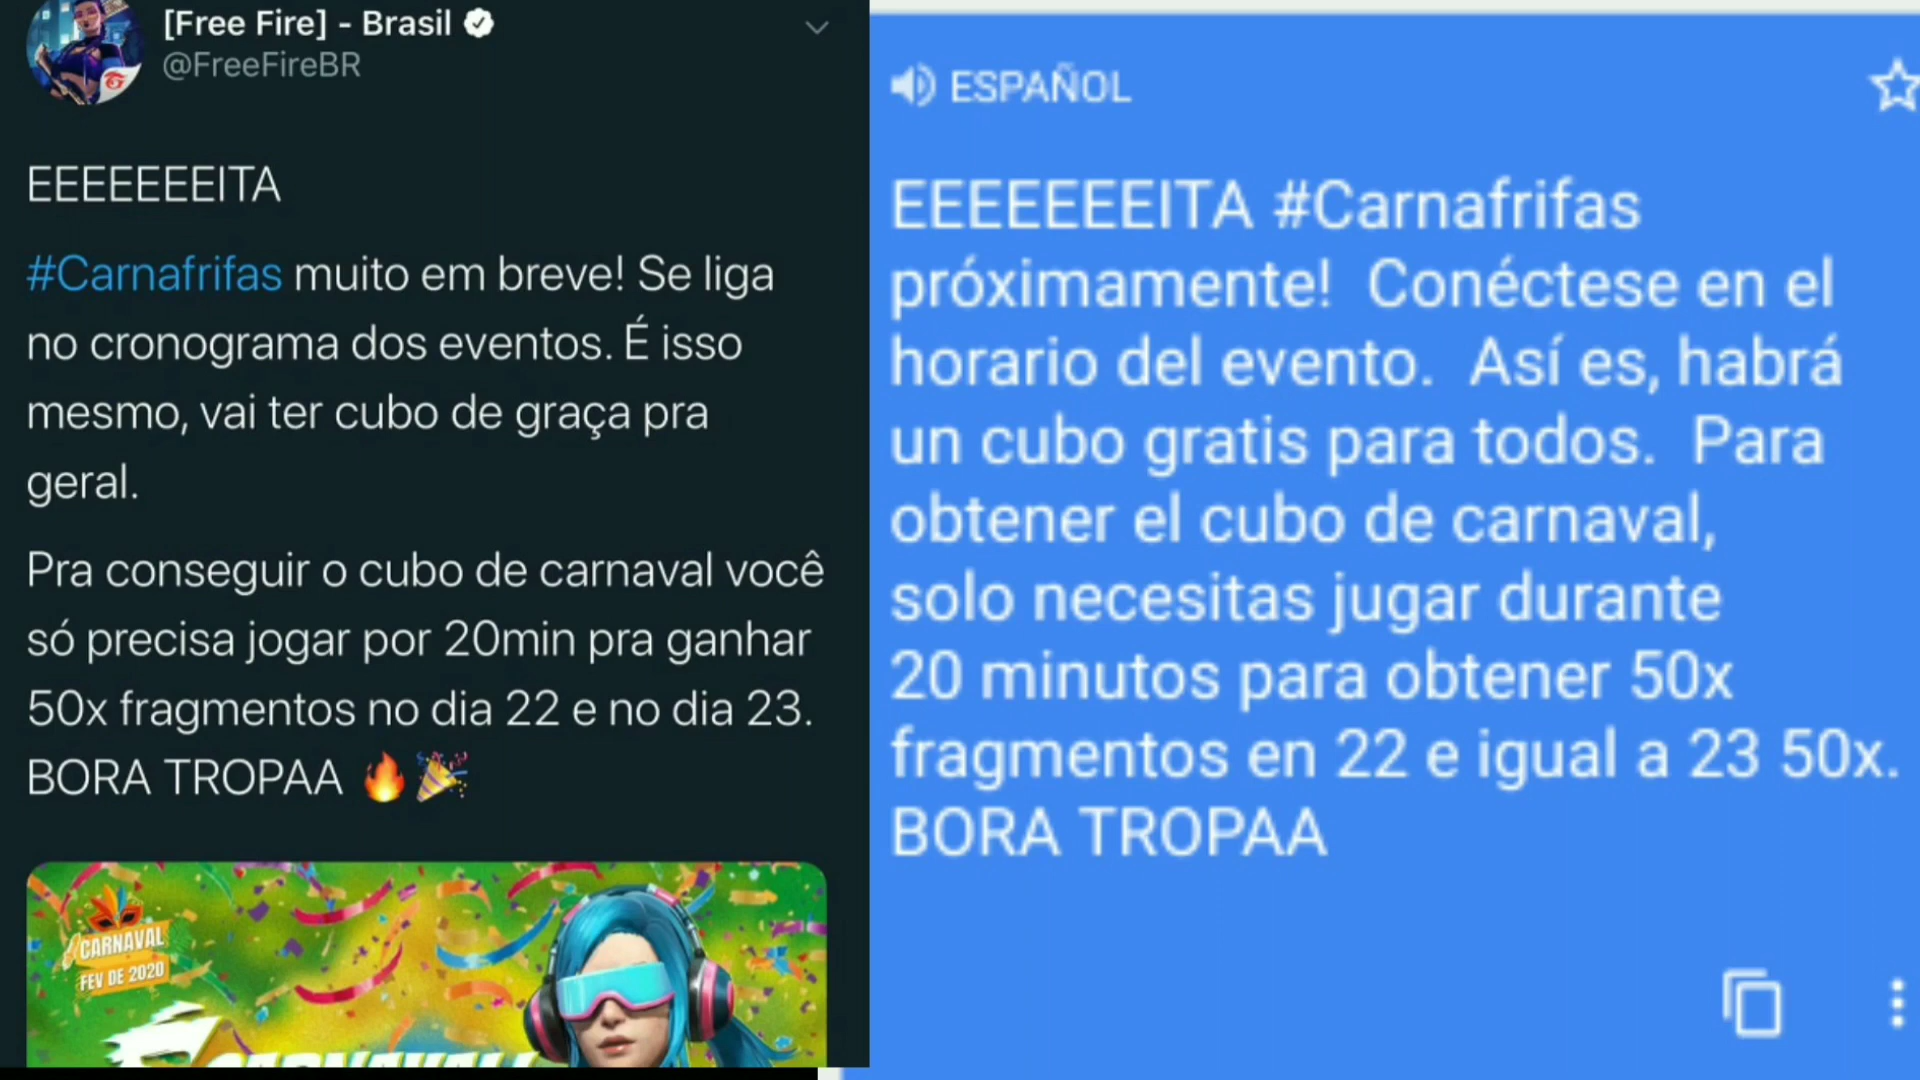 [Free Fire] - Brasil
@FreeFireBR
EEEEEEEITA
#Carnafrifas muito em breve! Se liga
no cronograma dos eventos. É isso
mesmo, vai ter cubo de graça pra
geral.
Pra conseguir o cubo de carnaval você
só precisa jogar por 20min pra ganhar
50x fragmentos no dia 22 e no dia 23.
BORA TROPAA 🔥🎉
CARNAVAL
FEV DE 2020
ESPAÑOL
EEEEEEEITA #Carnafrifas
próximamente! Conéctese en el
horario del evento. Así es, habrá
un cubo gratis para todos. Para
obtener el cubo de carnaval,
solo necesitas jugar durante
20 minutos para obtener 50x
fragmentos en 22 e igual a 23 50x.
BORA TROPAA